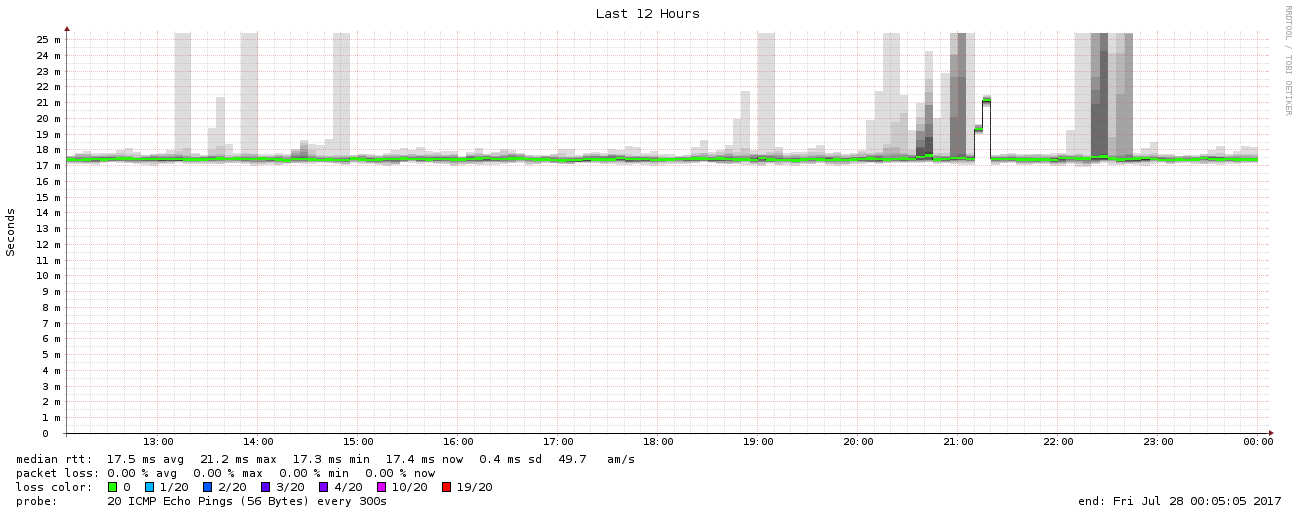 Last 12 Hours
RRDTOOL / TOBI OETIKER
Seconds
25 m
24 m
23 m
22 m
21 m
20 m
19 m
18 m
17 m
16 m
15 m
14 m
13 m
12 m
11 m
10 m
9 m
8 m
7 m
6 m
5 m
4 m
3 m
2 m
1 m
0
13:00 14:00 15:00 16:00 17:00 18:00 19:00 20:00 21:00 22:00 23:00 00:00
median rtt: 17.5 ms avg 21.2 ms max 17.3 ms min 17.4 ms now 0.4 ms sd 49.7 am/s
packet loss: 0.00 % avg 0.00 % max 0.00 % min 0.00 % now
loss color: 0 1/20 2/20 3/20 4/20 10/20 19/20
probe: 20 ICMP Echo Pings (56 Bytes) every 300s end: Fri Jul 28 00:05:05 2017